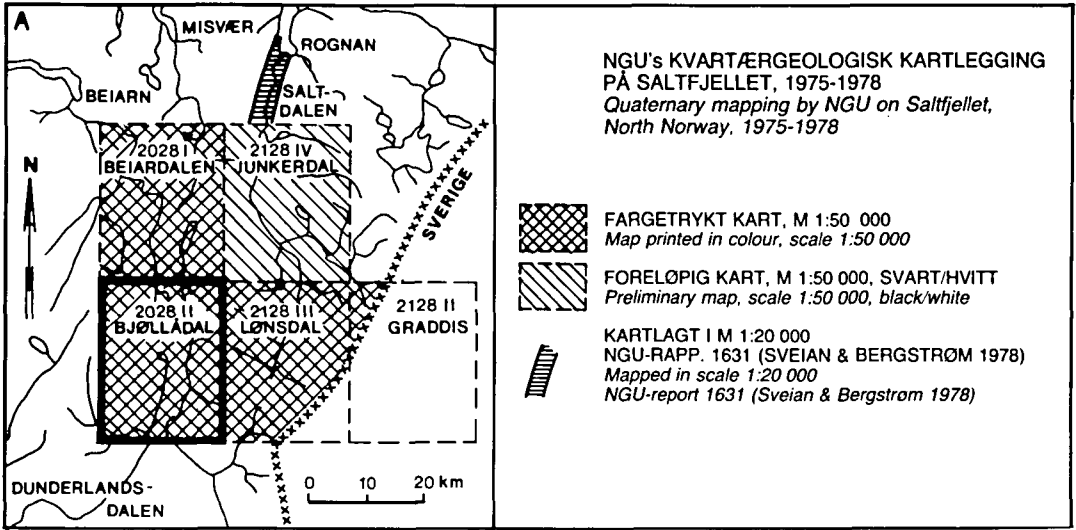 A
MISVÆR
ROGNAN
BEIARN
SALT-
DALEN
N
2028 I
BEIARDALEN
2128 IV
JUNKERDAL
SVERIGE
2028 II
BJØLLÅDAL
2128 III
LØNSDAL
2128 II
GRADDIS
DUNDERLANDS-
DALEN
0 10 20 km
NGU's KVARTÆRGEOLOGISK KARTLEGGING
PÅ SALTFJELLET, 1975-1978
Quaternary mapping by NGU on Saltfjellet,
North Norway, 1975-1978
FARGETRYKT KART, M 1:50 000
Map printed in colour, scale 1:50 000
FORELØPIG KART, M 1:50 000, SVART/HVITT
Preliminary map, scale 1:50 000, black/white
KARTLAGT I M 1:20 000
NGU-RAPP. 1631 (SVEIAN & BERGSTRØM 1978)
Mapped in scale 1:20 000
NGU-report 1631 (Sveian & Bergstrøm 1978)